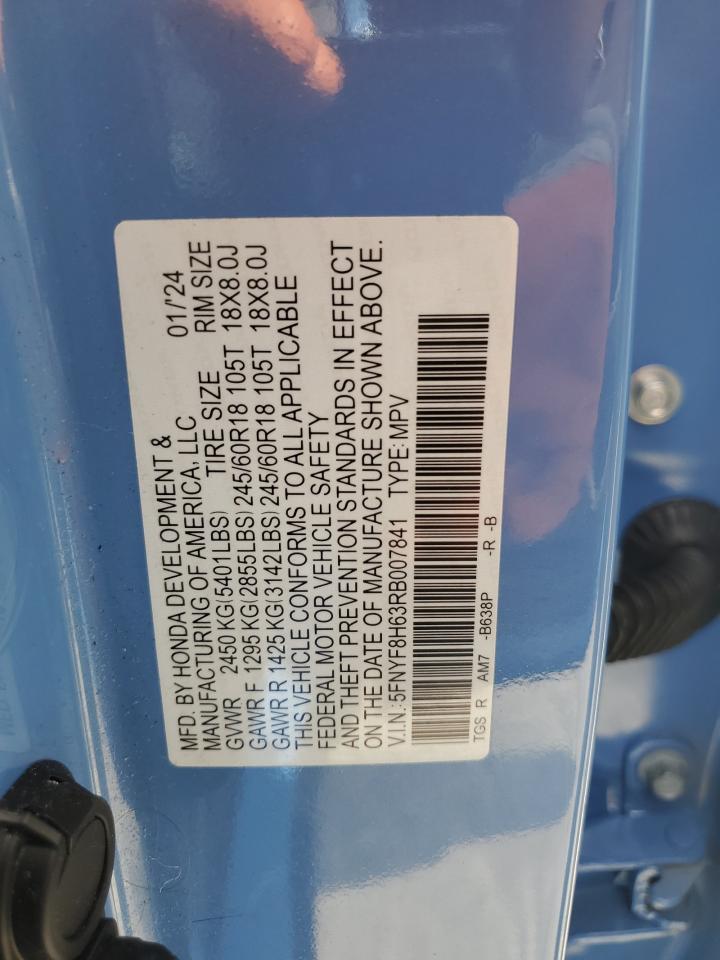 MFD. BY HONDA DEVELOPMENT &
MANUFACTURING OF AMERICA, LLC 01/'24
GVWR 2450 KG(5401LBS) TIRE SIZE RIM SIZE
GAWR F 1295 KG(2855LBS) 245/60R18 105T 18X8.0J
GAWR R 1425 KG(3142LBS) 245/60R18 105T 18X8.0J
THIS VEHICLE CONFORMS TO ALL APPLICABLE
FEDERAL MOTOR VEHICLE SAFETY
AND THEFT PREVENTION STANDARDS IN EFFECT
ON THE DATE OF MANUFACTURE SHOWN ABOVE.
V.I.N.: 5FNYF8H63RB007841 TYPE: MPV
TGS R AM7 -B638P -R -B